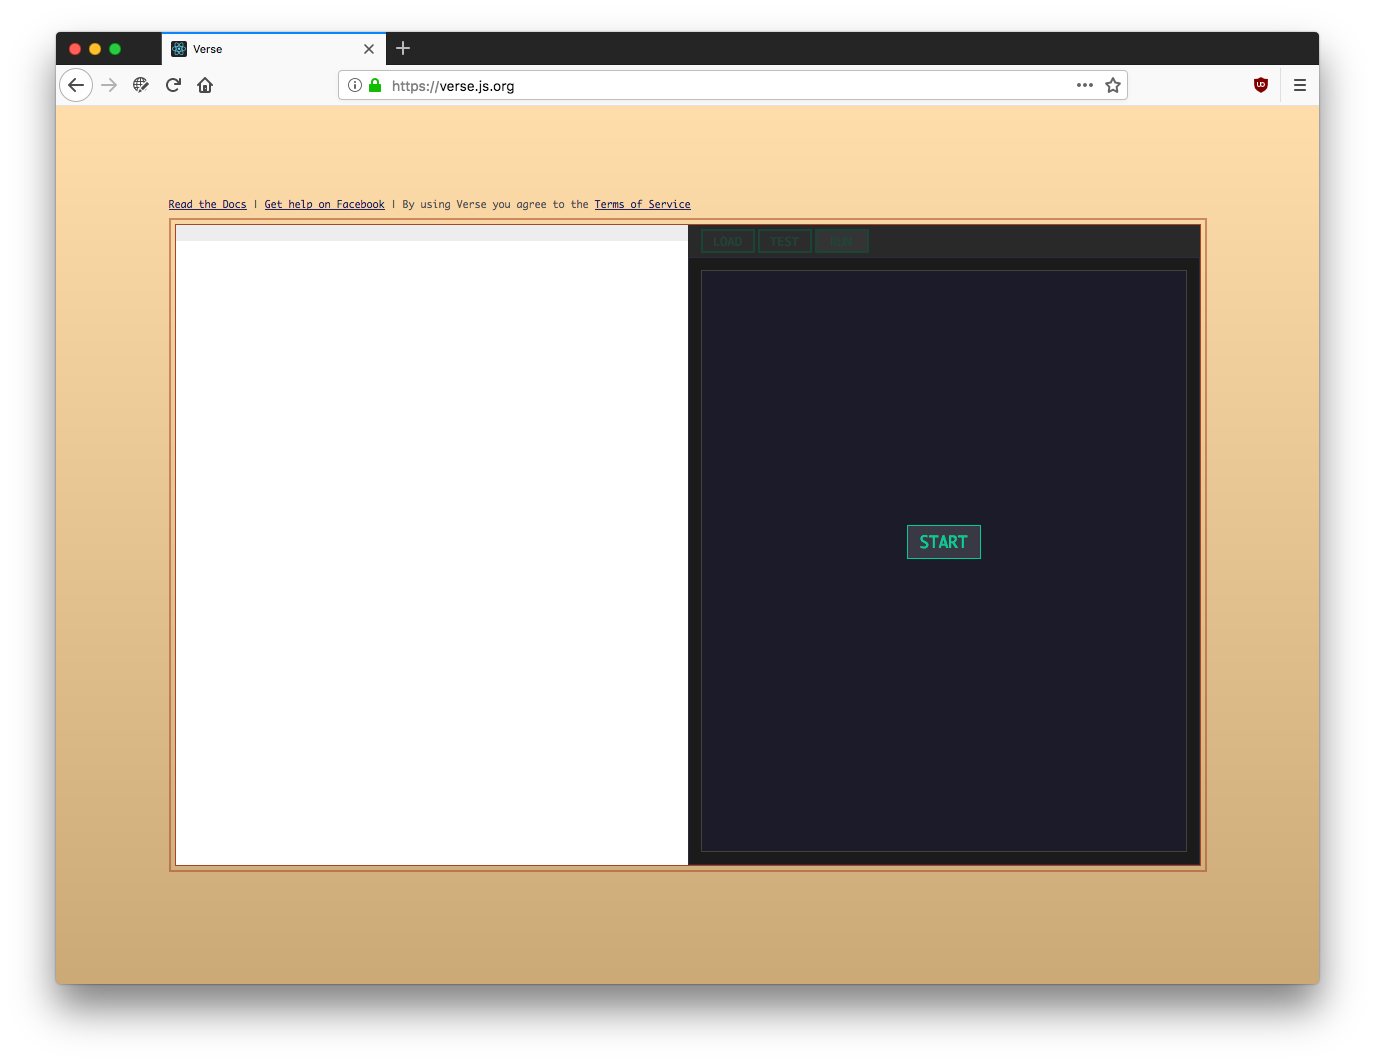 Verse
https://verse.js.org
Read the Docs | Get help on Facebook | By using Verse you agree to the Terms of Service
LOAD TEST RUN
START